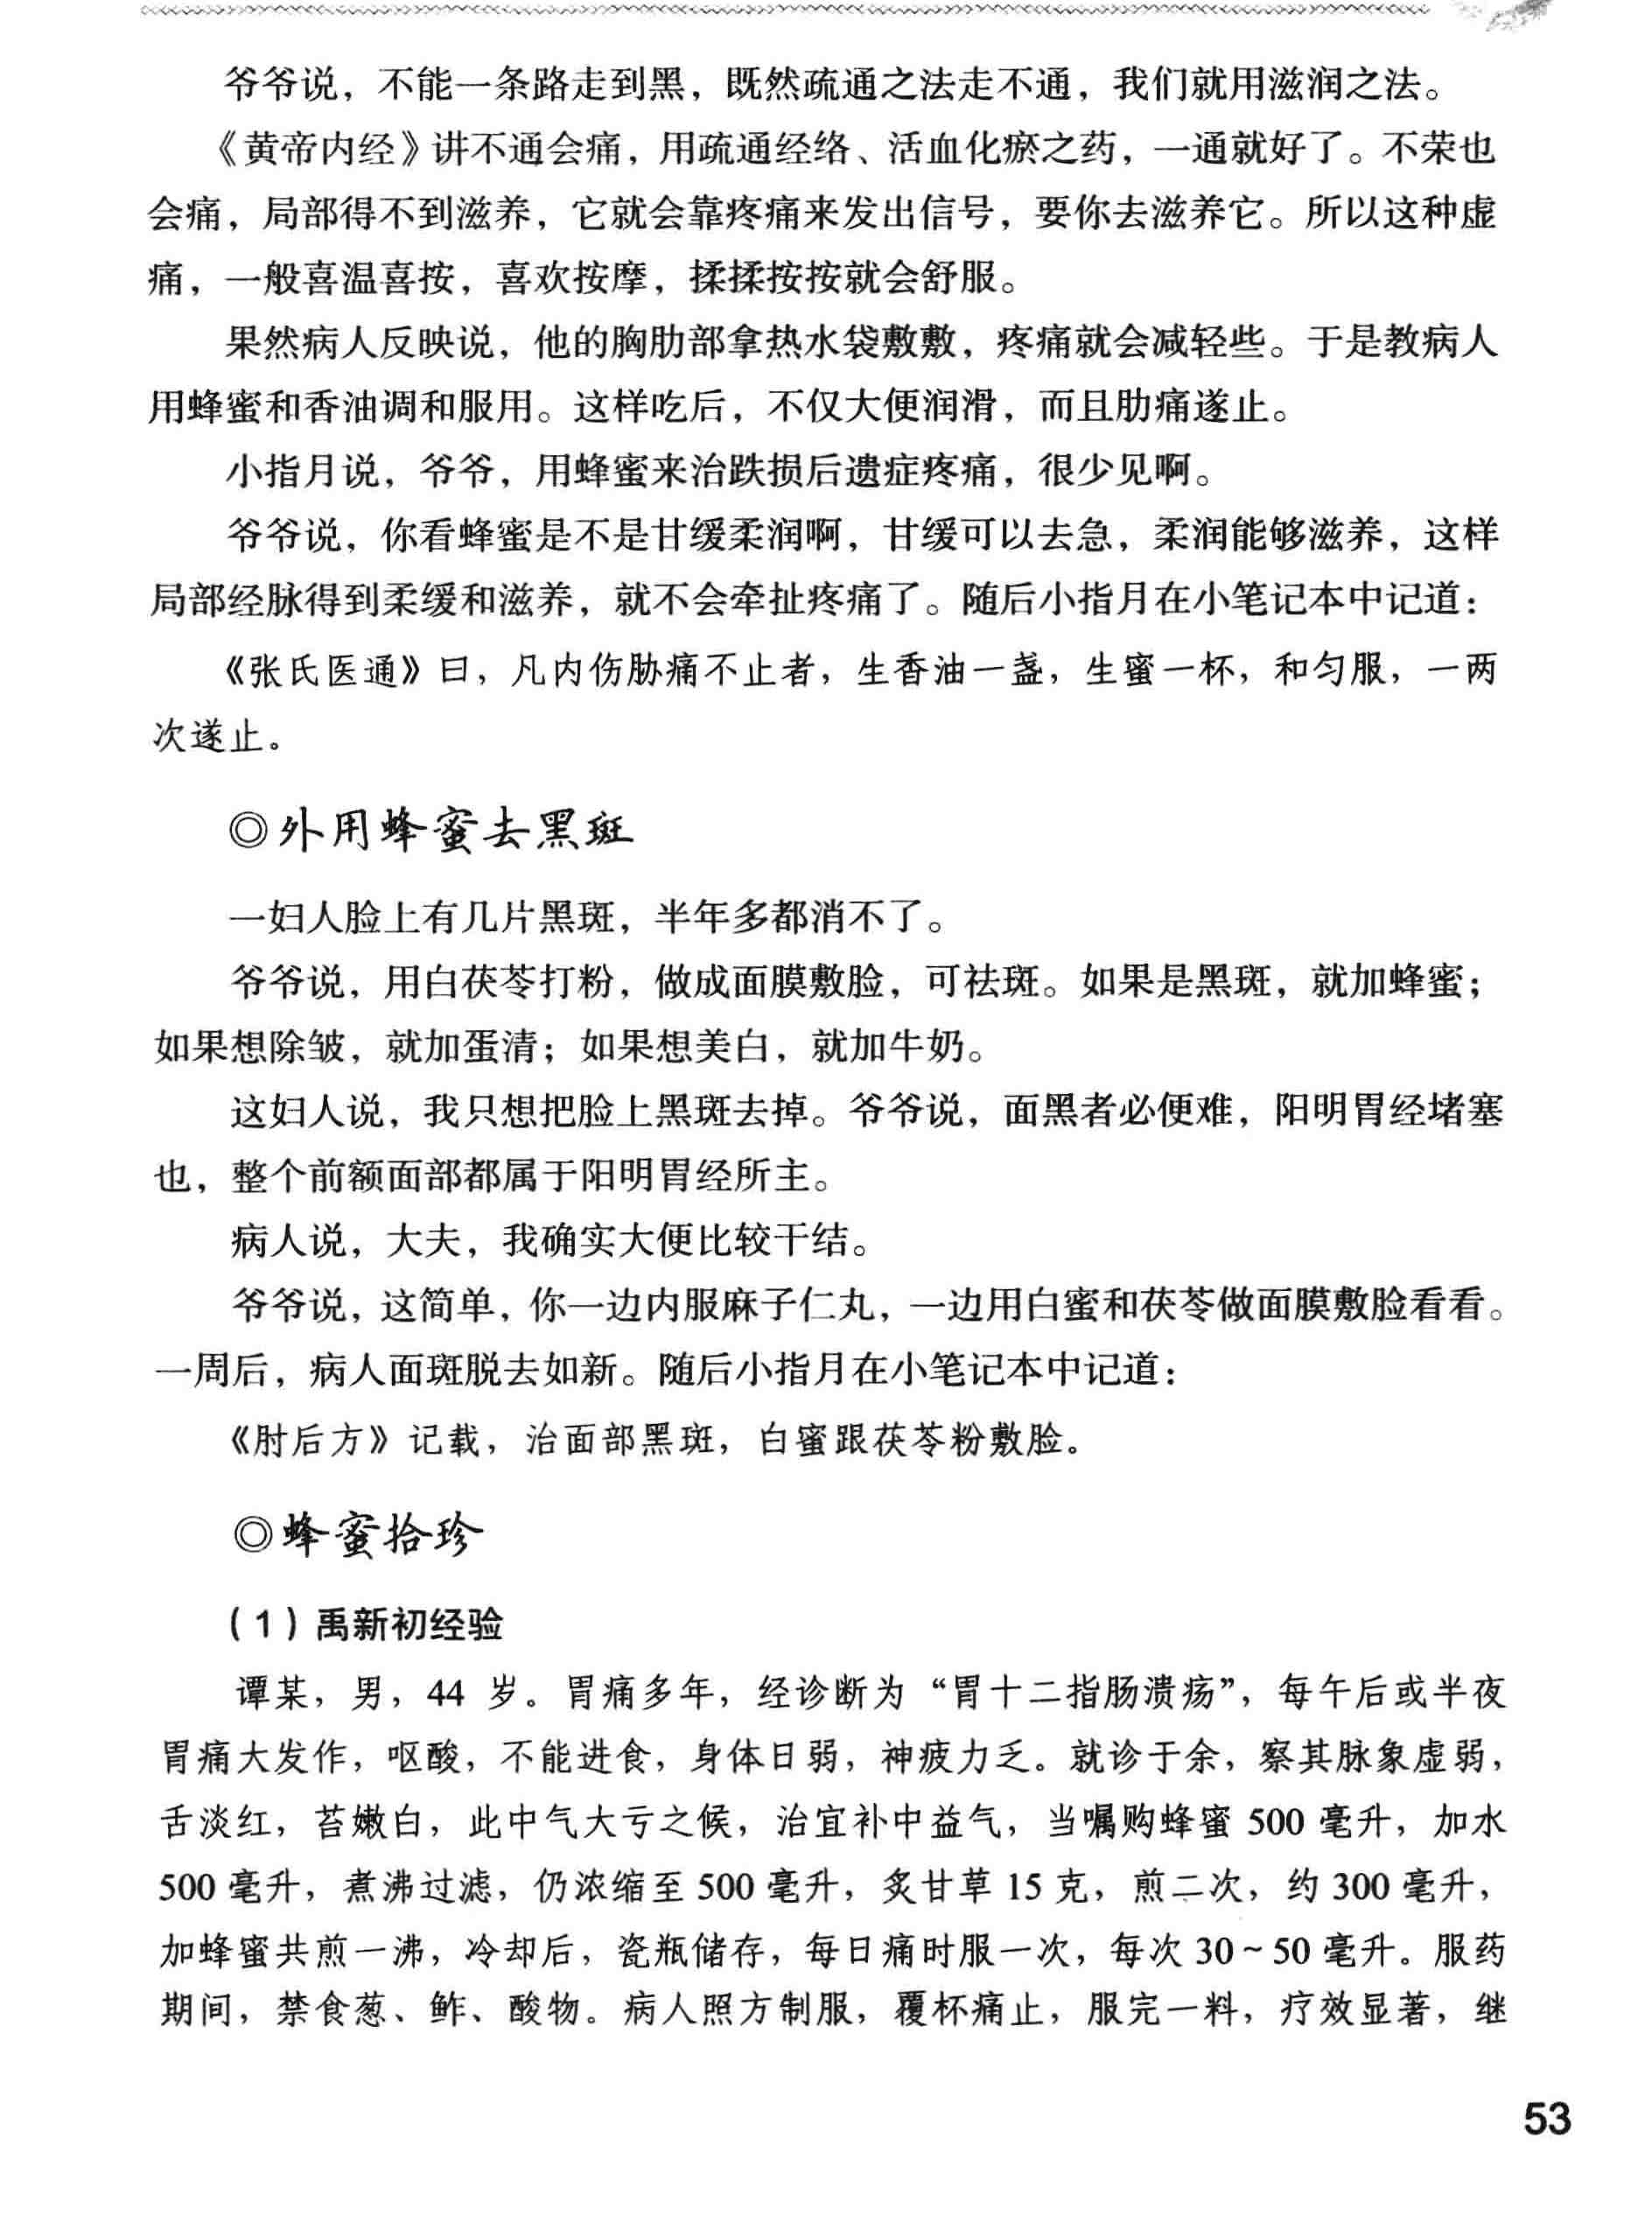 爷爷说，不能一条路走到黑，既然疏通之法走不通，我们就用滋润之法。
《黄帝内经》讲不通会痛，用疏通经络、活血化瘀之药，一通就好了。不荣也
会痛，局部得不到滋养，它就会靠疼痛来发出信号，要你去滋养它。所以这种虚
痛，一般喜温喜按，喜欢按摩，揉揉按按就会舒服。
果然病人反映说，他的胸肋部拿热水袋敷敷，疼痛就会减轻些。于是教病人
用蜂蜜和香油调和服用。这样吃后，不仅大便润滑，而且肋痛遂止。
小指月说，爷爷，用蜂蜜来治跌损后遗症疼痛，很少见啊。
爷爷说，你看蜂蜜是不是甘缓柔润啊，甘缓可以去急，柔润能够滋养，这样
局部经脉得到柔缓和滋养，就不会牵扯疼痛了。随后小指月在小笔记本中记道：
《张氏医通》曰，凡内伤胁痛不止者，生香油一盏，生蜜一杯，和匀服，一两
次遂止。
◎外用蜂蜜去黑斑
一妇人脸上有几片黑斑，半年多都消不了。
爷爷说，用白茯苓打粉，做成面膜敷脸，可祛斑。如果是黑斑，就加蜂蜜；
如果想除皱，就加蛋清；如果想美白，就加牛奶。
这妇人说，我只想把脸上黑斑去掉。爷爷说，面黑者必便难，阳明胃经堵塞
也，整个前额面部都属于阳明胃经所主。
病人说，大夫，我确实大便比较干结。
爷爷说，这简单，你一边内服麻子仁丸，一边用白蜜和茯苓做面膜敷脸看看。
一周后，病人面斑脱去如新。随后小指月在小笔记本中记道：
《肘后方》记载，治面部黑斑，白蜜跟茯苓粉敷脸。
◎蜂蜜拾珍
（1）禹新初经验
谭某，男，44 岁。胃痛多年，经诊断为“胃十二指肠溃疡”，每午后或半夜
胃痛大发作，呕酸，不能进食，身体日弱，神疲力乏。就诊于余，察其脉象虚弱，
舌淡红，苔嫩白，此中气大亏之候，治宜补中益气，当嘱购蜂蜜 500 毫升，加水
500 毫升，煮沸过滤，仍浓缩至 500 毫升，炙甘草 15 克，煎二次，约 300 毫升，
加蜂蜜共煎一沸，冷却后，瓷瓶储存，每日痛时服一次，每次 30～50 毫升。服药
期间，禁食葱、鲊、酸物。病人照方制服，覆杯痛止，服完一料，疗效显著，继
53